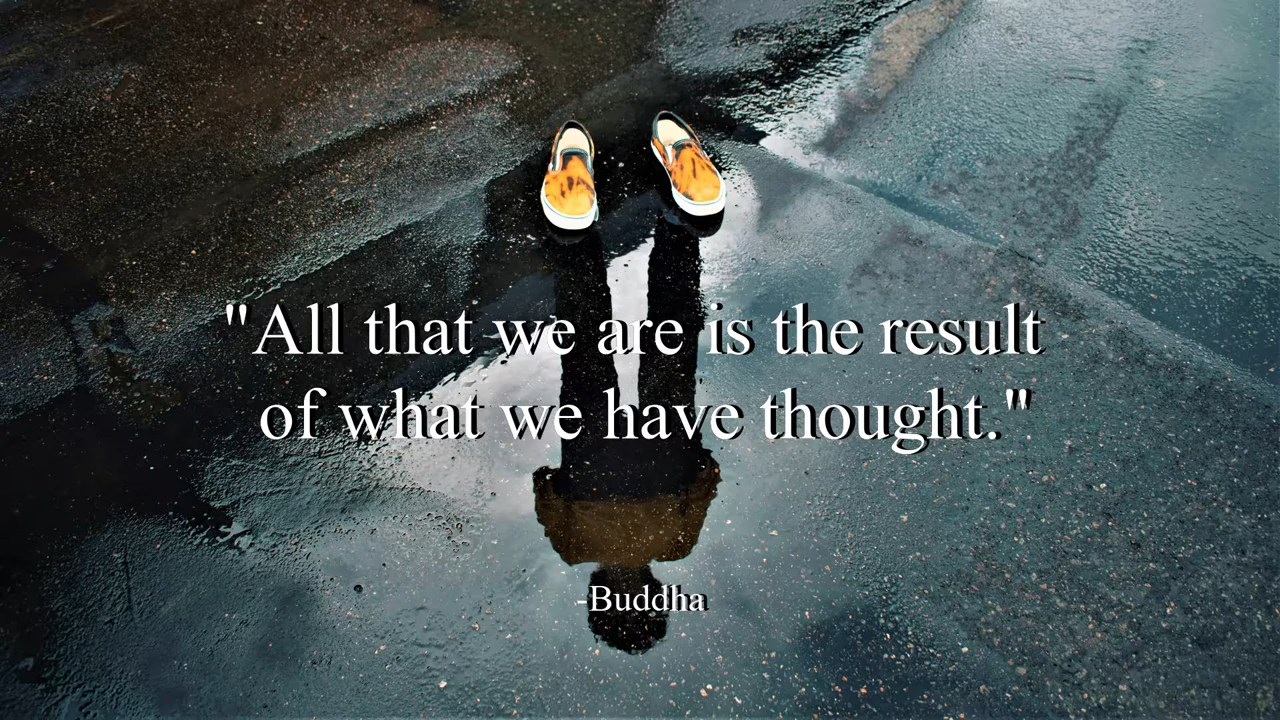 "All that we are is the result
of what we have thought."
-Buddha